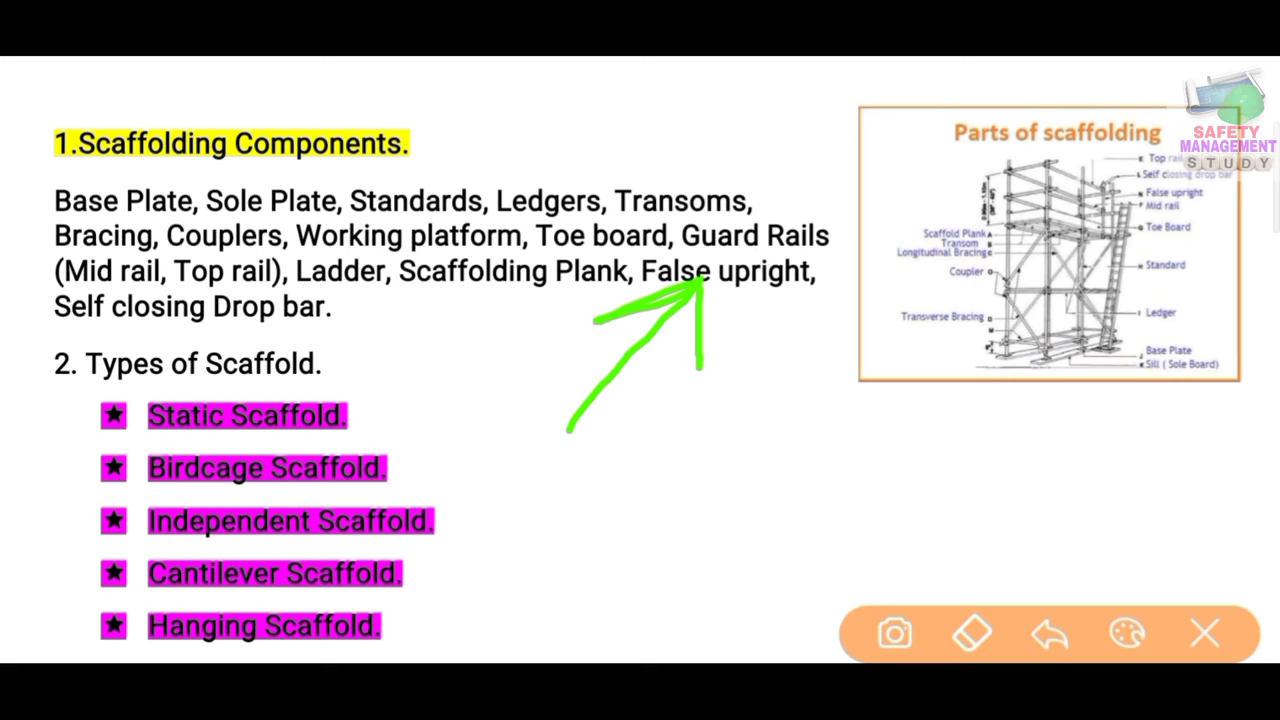 1.Scaffolding Components.
Base Plate, Sole Plate, Standards, Ledgers, Transoms,
Bracing, Couplers, Working platform, Toe board, Guard Rails
(Mid rail, Top rail), Ladder, Scaffolding Plank, False upright,
Self closing Drop bar.
2. Types of Scaffold.
★ Static Scaffold.
★ Birdcage Scaffold.
★ Independent Scaffold.
★ Cantilever Scaffold.
★ Hanging Scaffold.
Parts of scaffolding
Top rail
Self closing drop bar
False upright
Mid rail
Toe Board
Standard
Ledger
Base Plate
Sill ( Sole Board)
Scaffold Plank A
Transom
Longitudinal Bracing
Coupler
Transverse Bracing
SAFETY
MANAGEMENT
STUDY